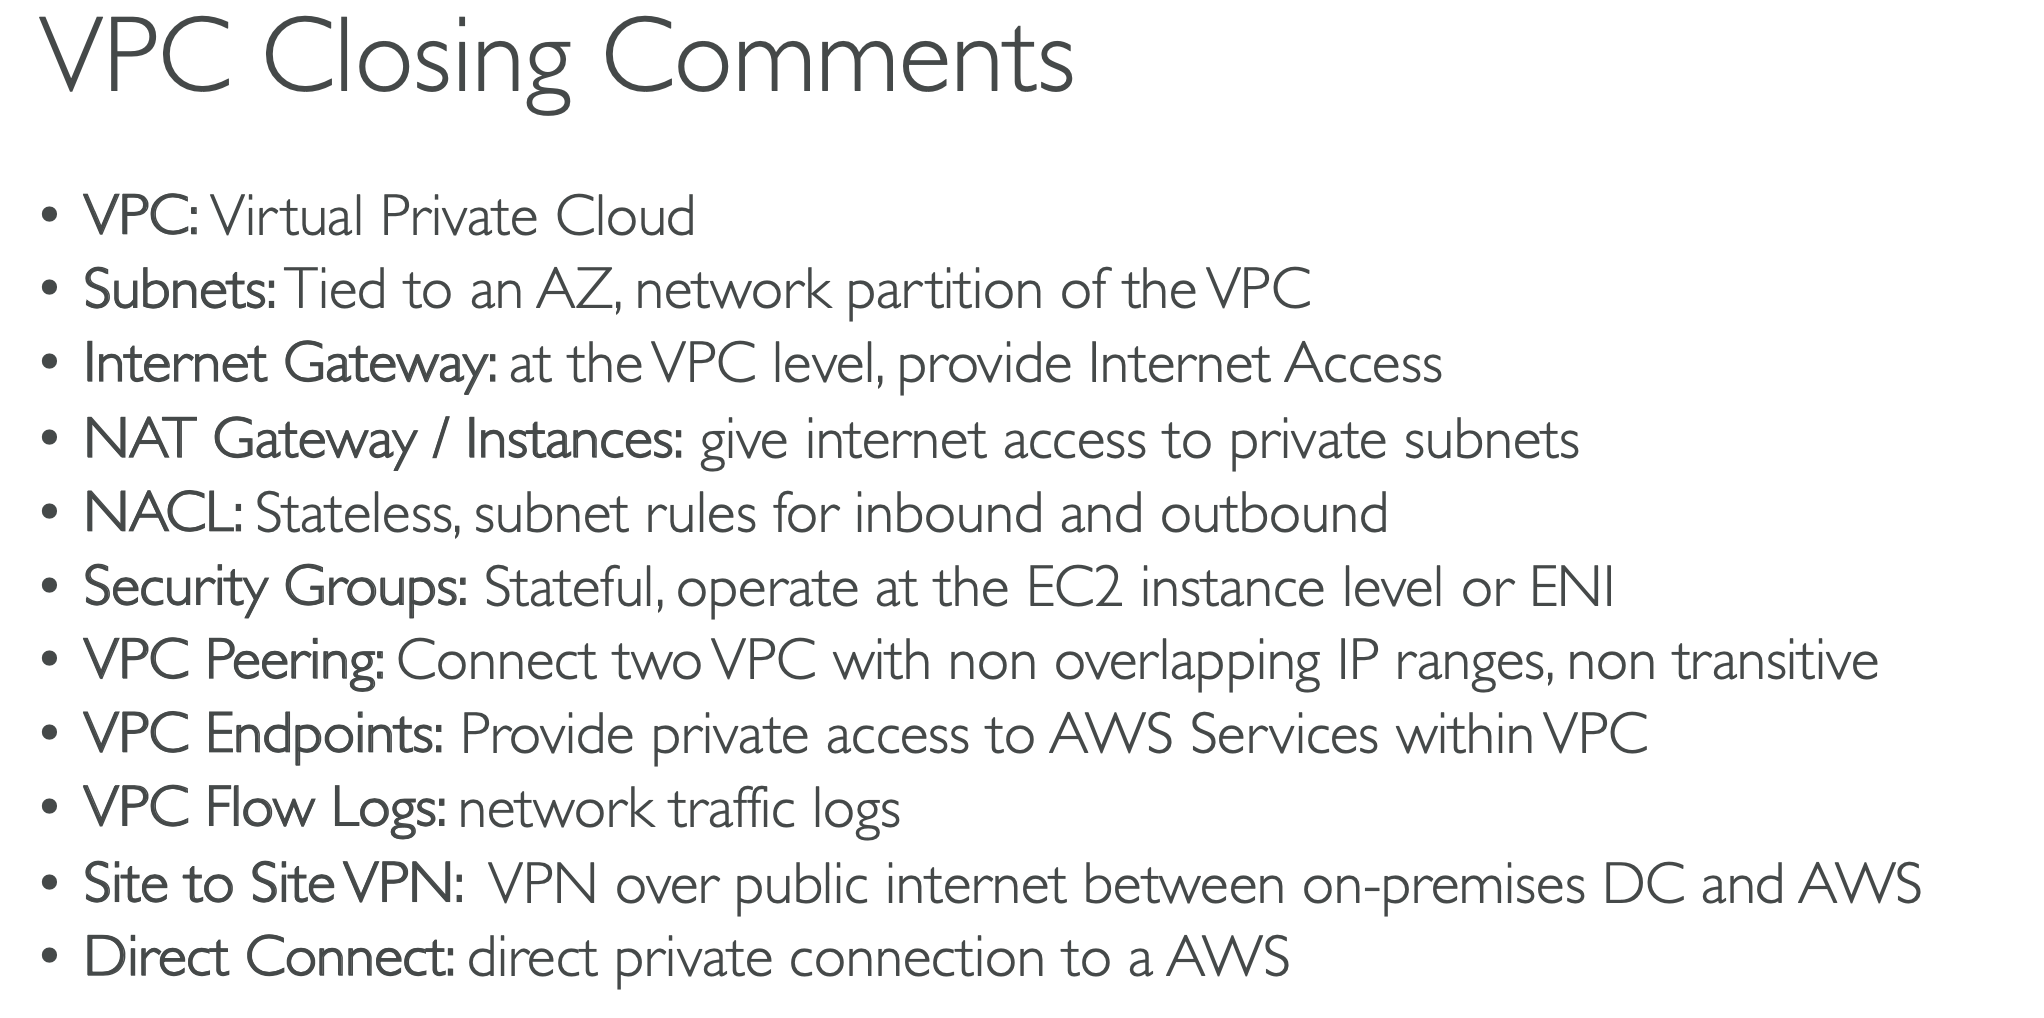 VPC Closing Comments
• VPC: Virtual Private Cloud
• Subnets: Tied to an AZ, network partition of the VPC
• Internet Gateway: at the VPC level, provide Internet Access
• NAT Gateway / Instances: give internet access to private subnets
• NACL: Stateless, subnet rules for inbound and outbound
• Security Groups: Stateful, operate at the EC2 instance level or ENI
• VPC Peering: Connect two VPC with non overlapping IP ranges, non transitive
• VPC Endpoints: Provide private access to AWS Services within VPC
• VPC Flow Logs: network traffic logs
• Site to Site VPN: VPN over public internet between on-premises DC and AWS
• Direct Connect: direct private connection to a AWS